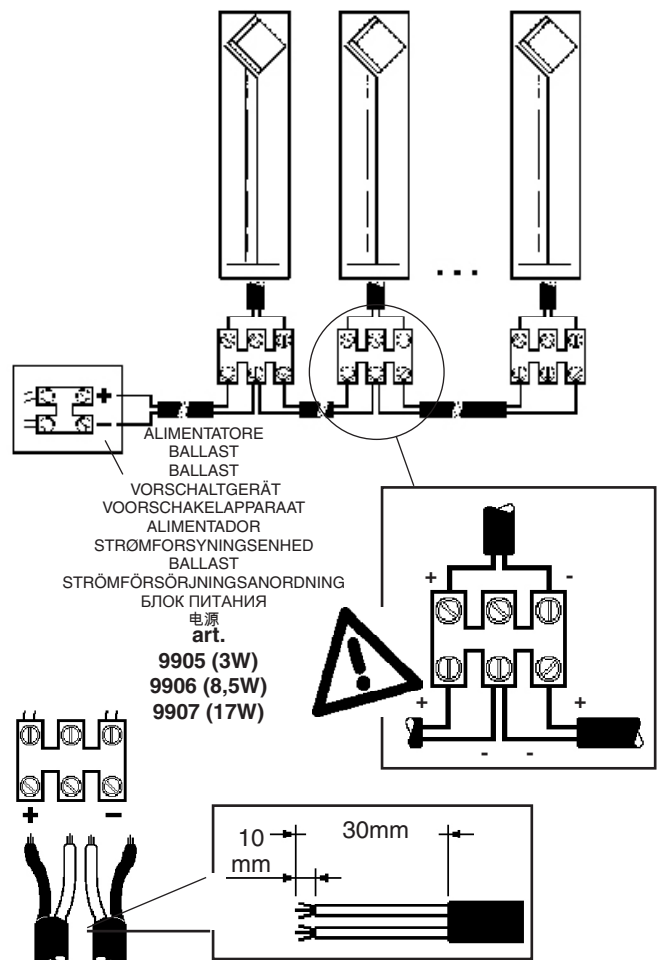 . . .
+
−
ALIMENTATORE
BALLAST
BALLAST
VORSCHALTGERÄT
VOORSCHAKELAPPARAAT
ALIMENTADOR
STRØMFORSYNINGSENHED
BALLAST
STRÖMFÖRSÖRJNINGSANORDNING
БЛОК ПИТАНИЯ
电源
art.
9905 (3W)
9906 (8,5W)
9907 (17W)
+ -
!
+ +
- -
+ −
10 mm
30mm